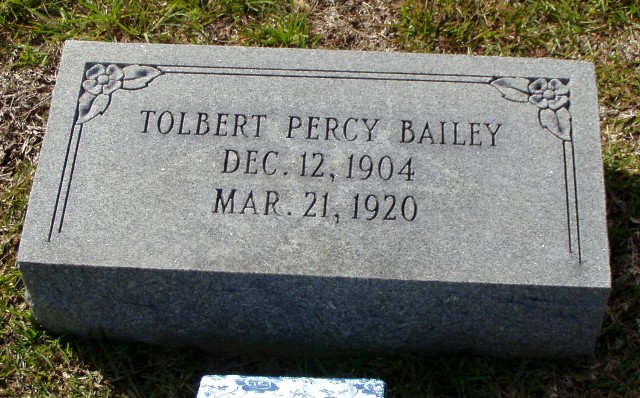 TOLBERT PERCY BAILEY
DEC. 12, 1904
MAR. 21, 1920